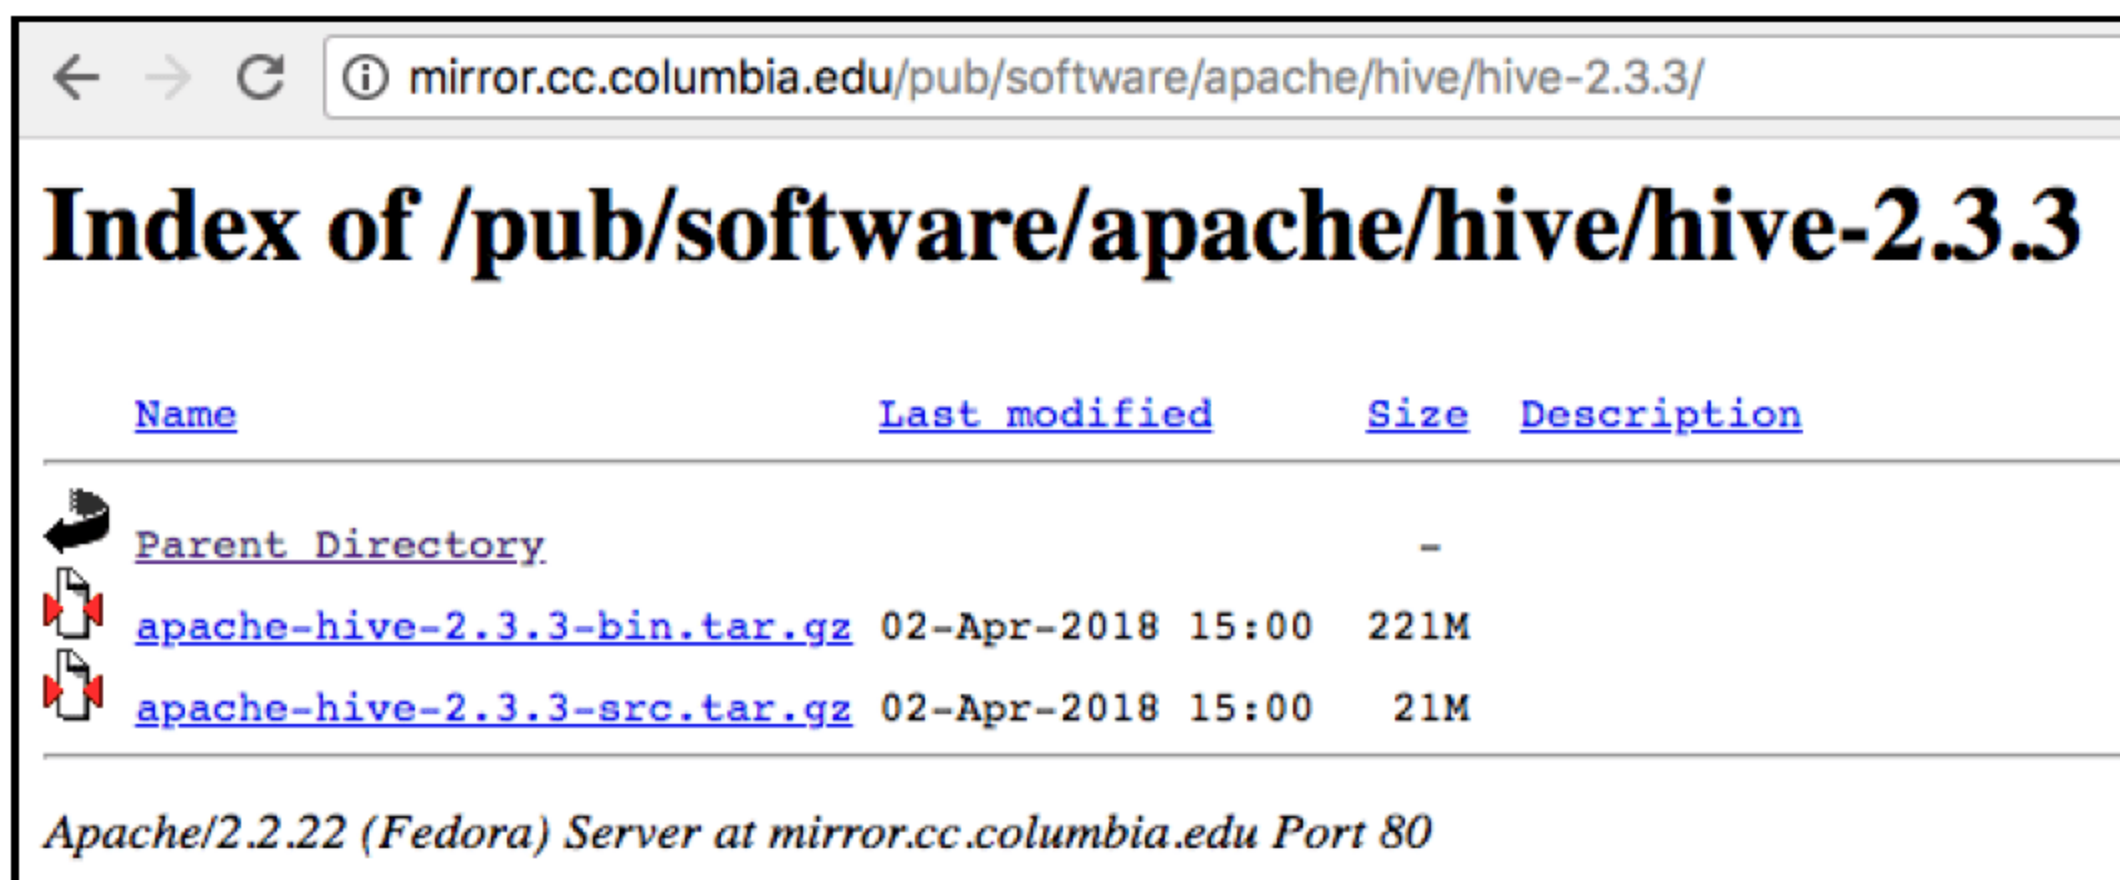 mirror.cc.columbia.edu/pub/software/apache/hive/hive-2.3.3/
Index of /pub/software/apache/hive/hive-2.3.3
Name Last modified Size Description
Parent Directory -
apache-hive-2.3.3-bin.tar.gz 02-Apr-2018 15:00 221M
apache-hive-2.3.3-src.tar.gz 02-Apr-2018 15:00 21M
Apache/2.2.22 (Fedora) Server at mirror.cc.columbia.edu Port 80